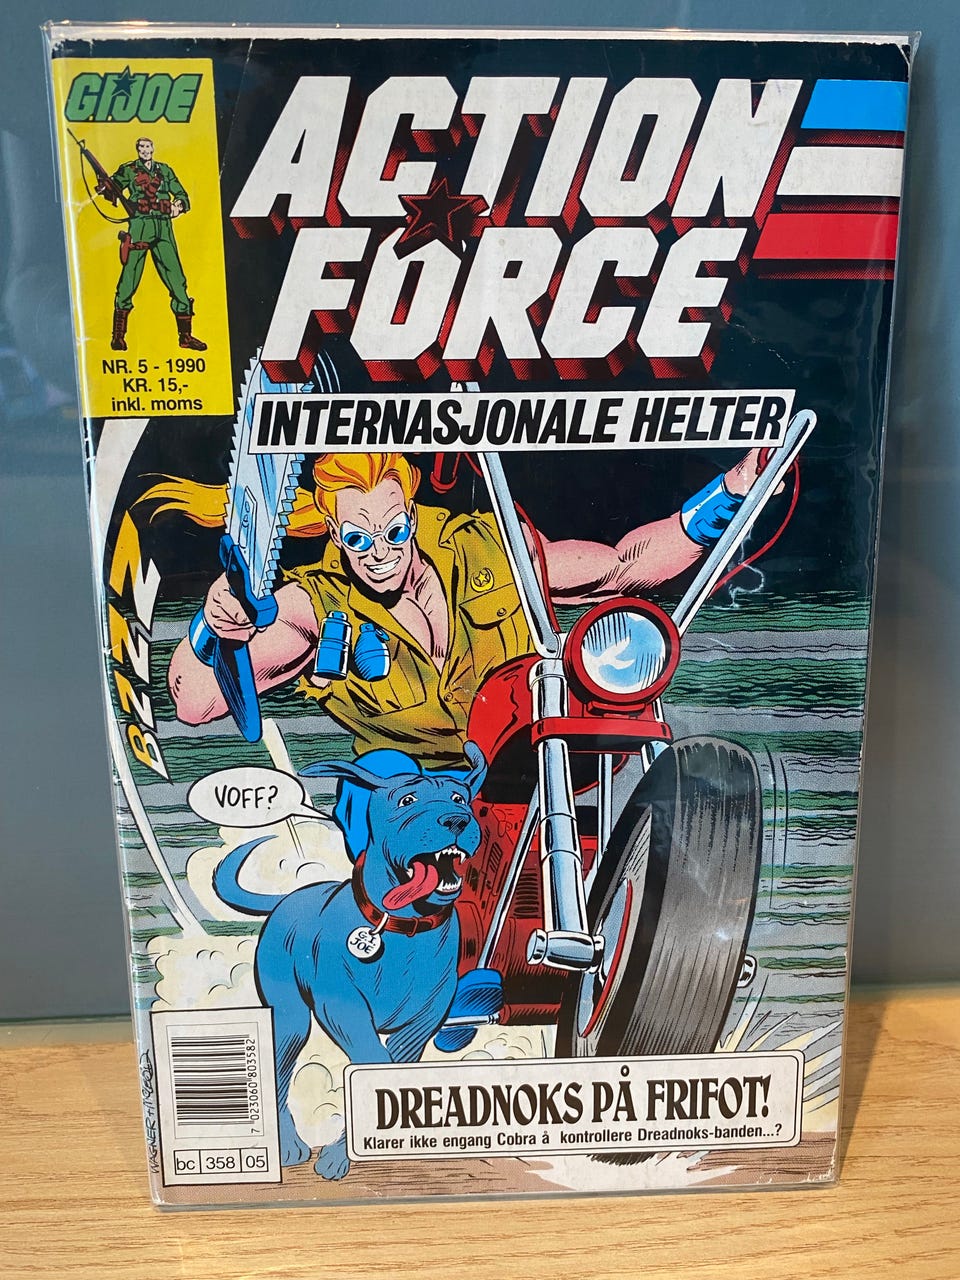 G.I.JOE
ACTION
FORCE
NR. 5 - 1990
KR. 15,-
inkl. moms
INTERNASJONALE HELTER
BZZZ
VOFF?
G.I.
JOE
7 023060 803582
bc 358 05
DREADNOKS PÅ FRIFOT!
Klarer ikke engang Cobra å kontrollere Dreadnoks-banden...?